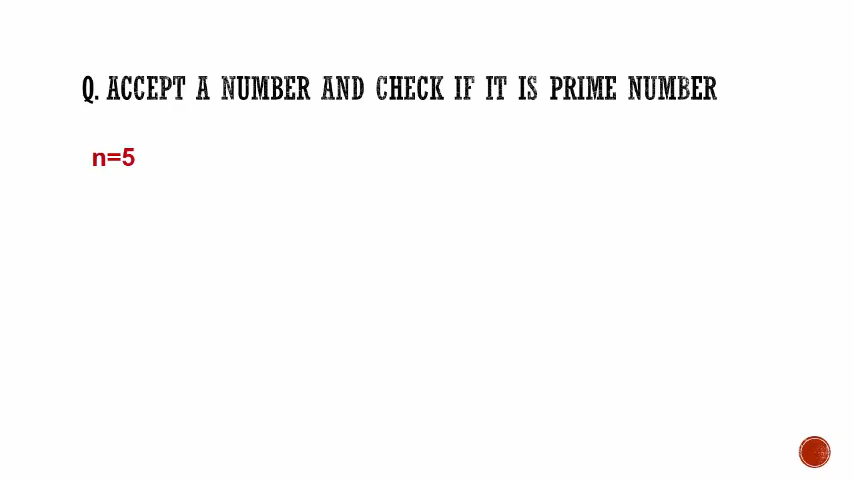 Q. ACCEPT A NUMBER AND CHECK IF IT IS PRIME NUMBER
n=5